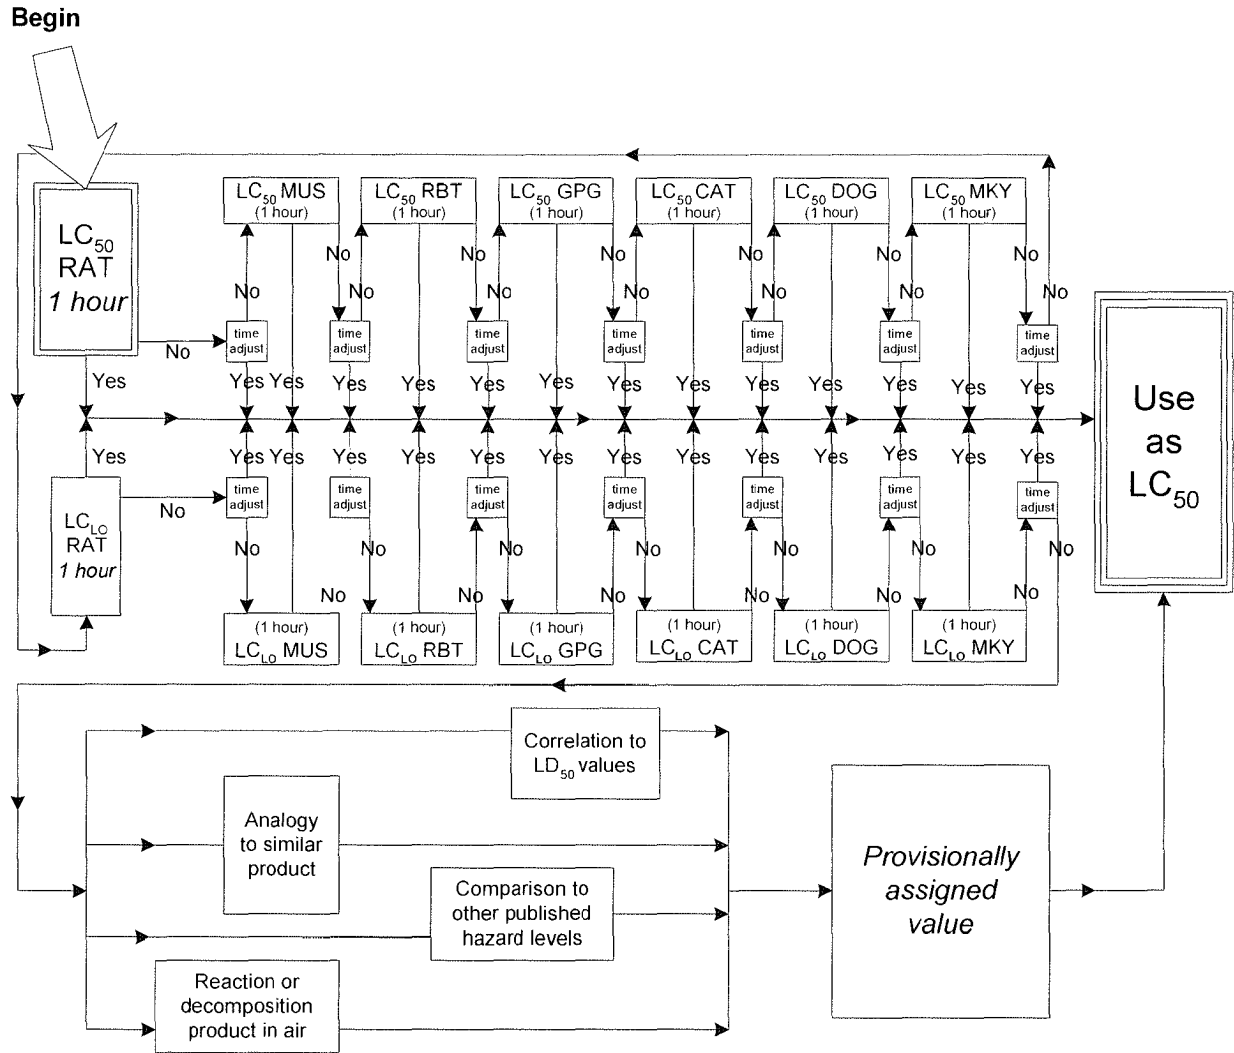 Begin
LC50 MUS
(1 hour)
LC50 RBT
(1 hour)
LC50 GPG
(1 hour)
LC50 CAT
(1 hour)
LC50 DOG
(1 hour)
LC50 MKY
(1 hour)
LC50
RAT
1 hour
No
No
No
No
No
No
No
No
No
No
No
No
No
No
time
adjust
time
adjust
time
adjust
time
adjust
time
adjust
time
adjust
time
adjust
Yes
Yes
Yes
Yes
Yes
Yes
Yes
Yes
Yes
Yes
Yes
Yes
Yes
Yes
Use
as
LC50
Yes
Yes
Yes
Yes
Yes
Yes
Yes
Yes
Yes
Yes
Yes
Yes
Yes
Yes
LCLO
RAT
1 hour
No
time
adjust
time
adjust
time
adjust
time
adjust
time
adjust
time
adjust
time
adjust
No
No
No
No
No
No
No
No
No
No
No
No
No
(1 hour)
LCLO MUS
(1 hour)
LCLO RBT
(1 hour)
LCLO GPG
(1 hour)
LCLO CAT
(1 hour)
LCLO DOG
(1 hour)
LCLO MKY
Correlation to
LD50 values
Analogy
to similar
product
Comparison to
other published
hazard levels
Reaction or
decomposition
product in air
Provisionally
assigned
value